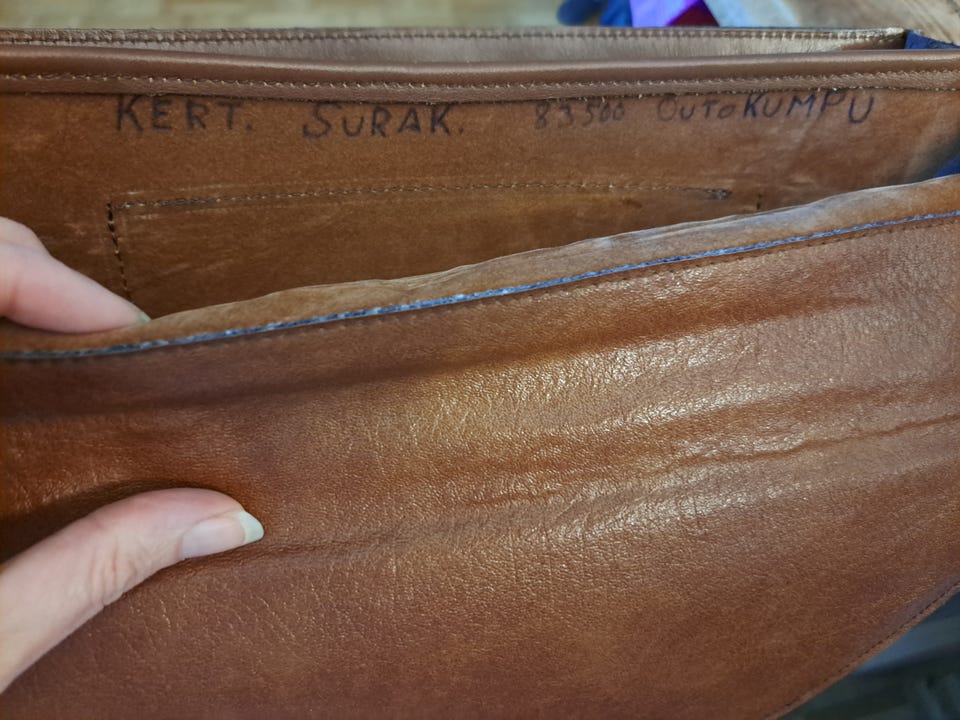 KERT. SURAK. 83500 OUTOKUMPU